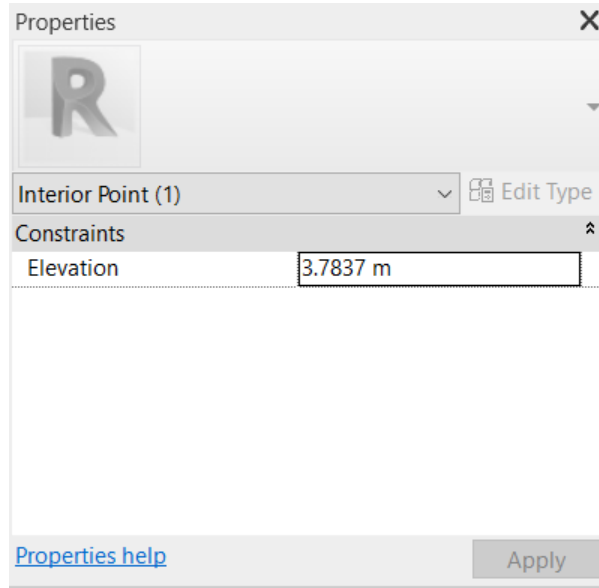 Properties
R
Interior Point (1)
Edit Type
Constraints
Elevation 3.7837 m
Properties help
Apply